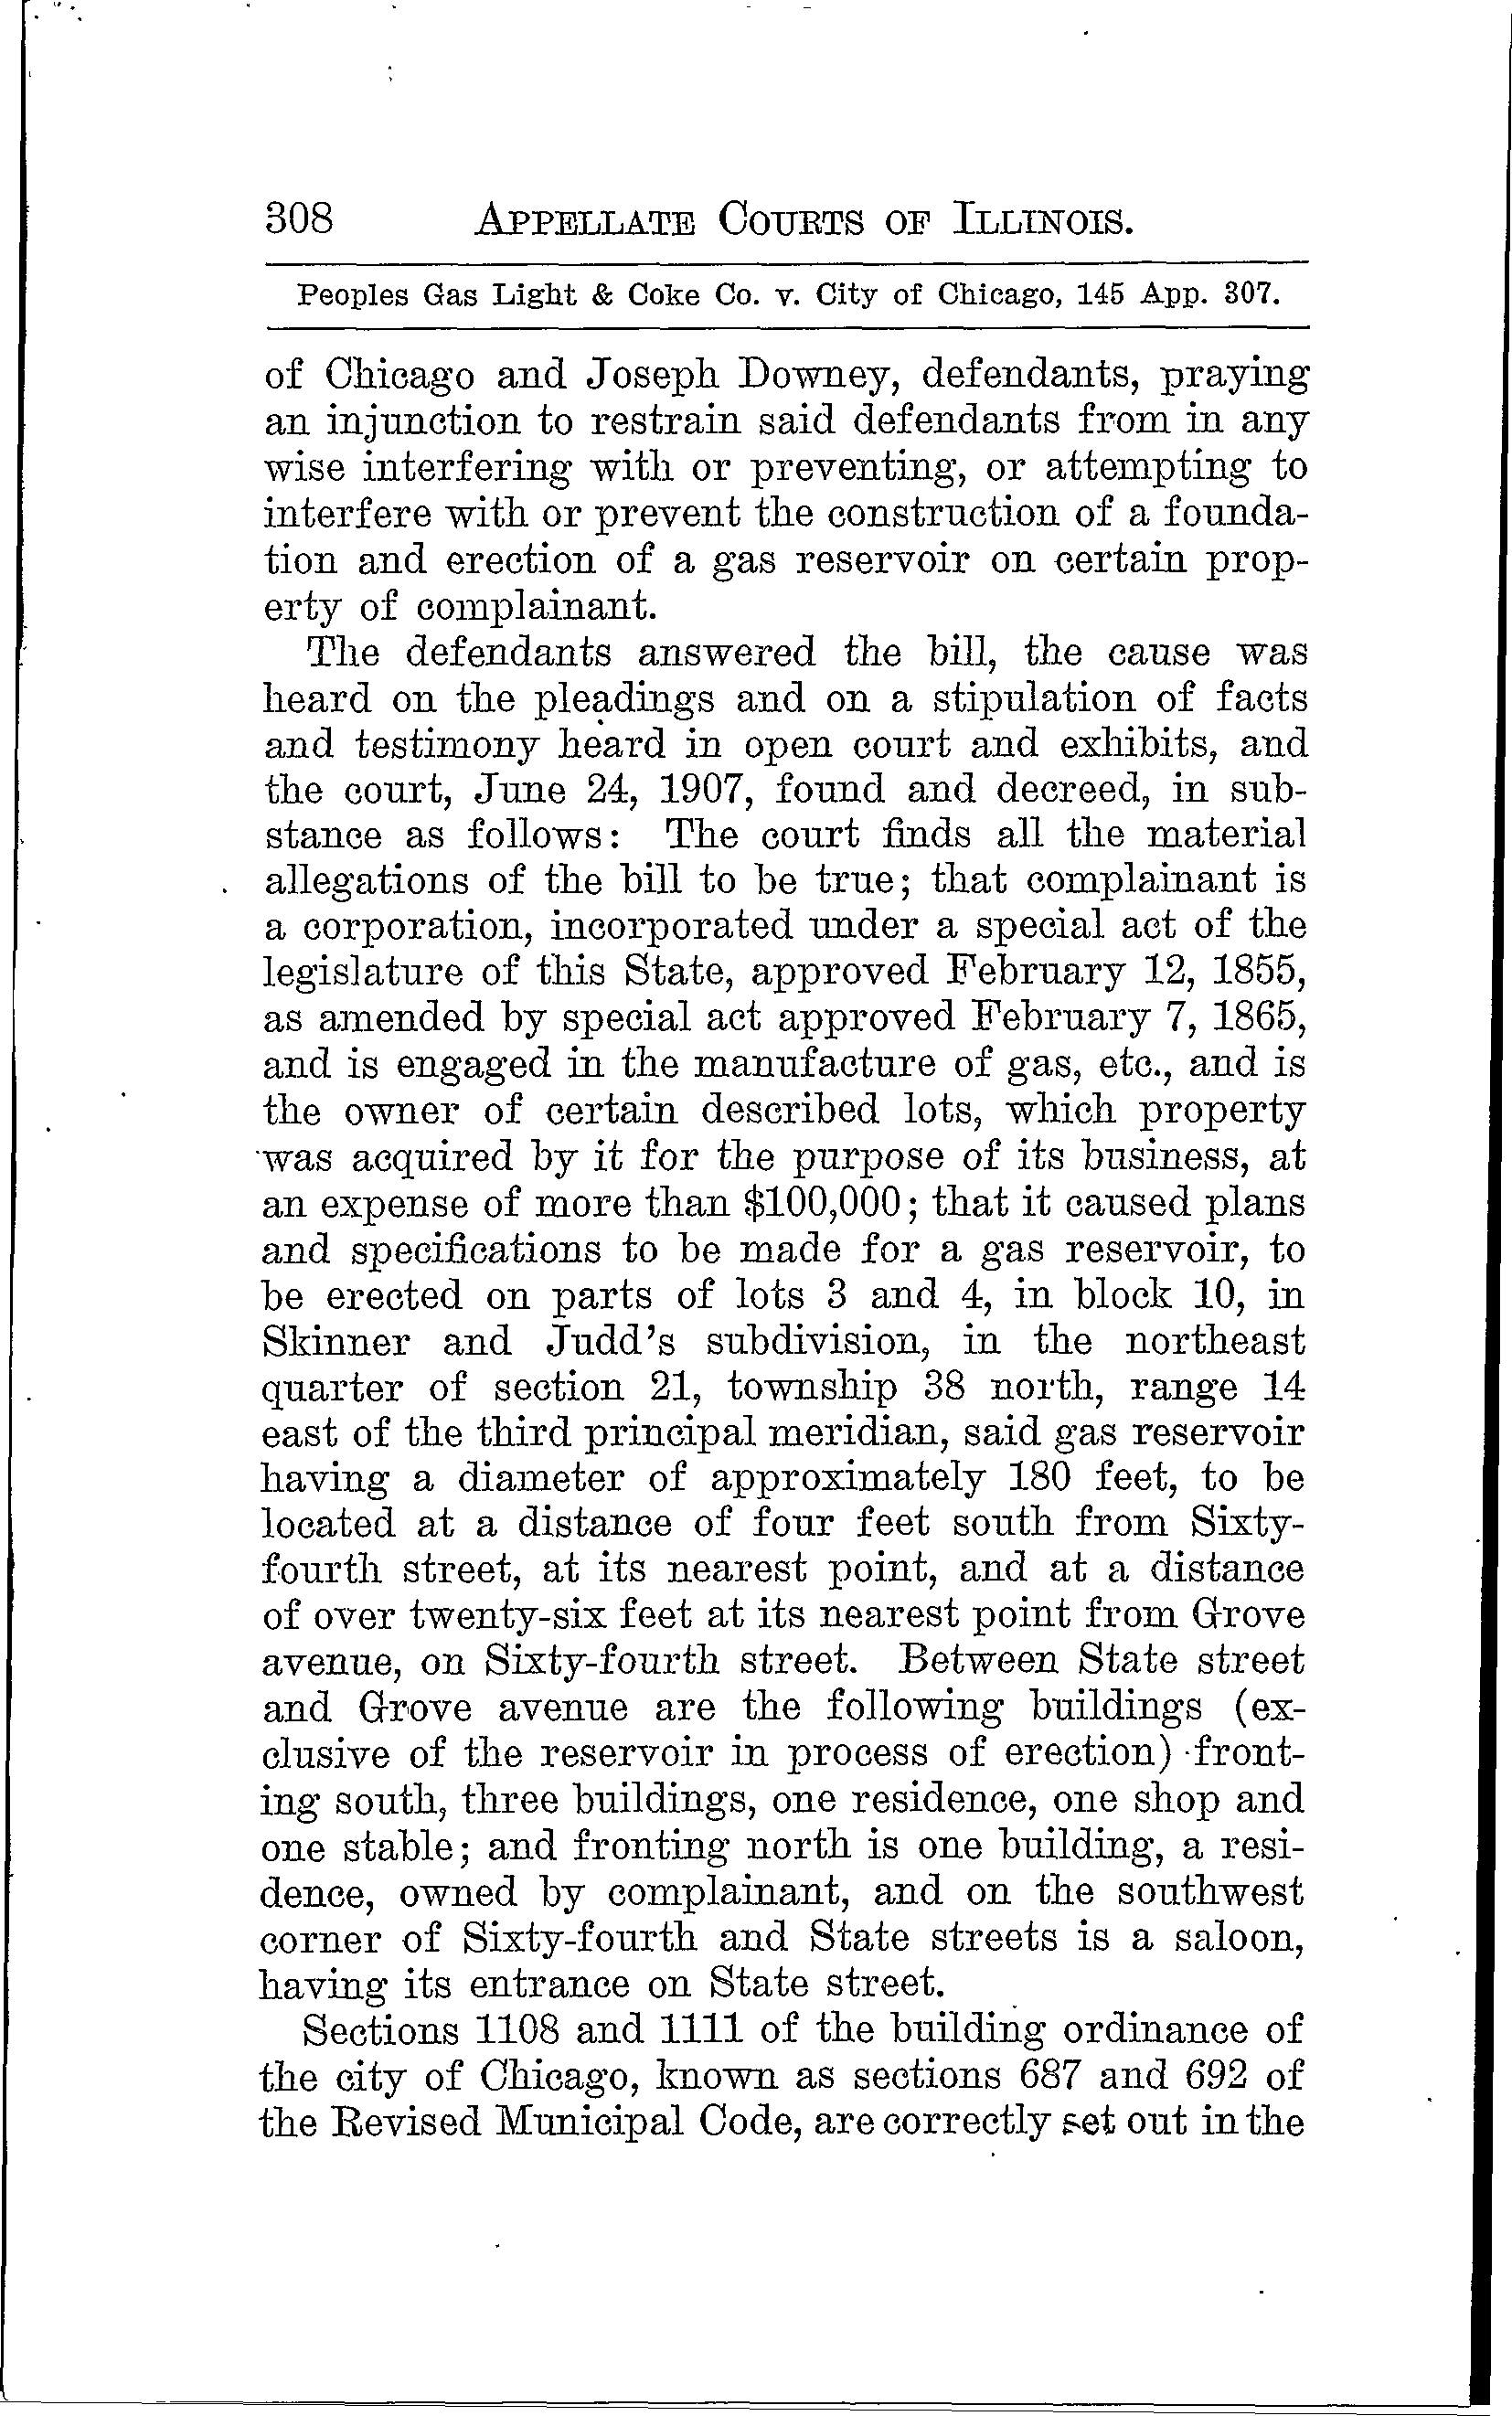 308 APPELLATE COURTS OF ILLINOIS.
Peoples Gas Light & Coke Co. v. City of Chicago, 145 App. 307.
of Chicago and Joseph Downey, defendants, praying
an injunction to restrain said defendants from in any
wise interfering with or preventing, or attempting to
interfere with or prevent the construction of a founda-
tion and erection of a gas reservoir on certain prop-
erty of complainant.
The defendants answered the bill, the cause was
heard on the pleadings and on a stipulation of facts
and testimony heard in open court and exhibits, and
the court, June 24, 1907, found and decreed, in sub-
stance as follows: The court finds all the material
allegations of the bill to be true; that complainant is
a corporation, incorporated under a special act of the
legislature of this State, approved February 12, 1855,
as amended by special act approved February 7, 1865,
and is engaged in the manufacture of gas, etc., and is
the owner of certain described lots, which property
was acquired by it for the purpose of its business, at
an expense of more than $100,000; that it caused plans
and specifications to be made for a gas reservoir, to
be erected on parts of lots 3 and 4, in block 10, in
Skinner and Judd's subdivision, in the northeast
quarter of section 21, township 38 north, range 14
east of the third principal meridian, said gas reservoir
having a diameter of approximately 180 feet, to be
located at a distance of four feet south from Sixty-
fourth street, at its nearest point, and at a distance
of over twenty-six feet at its nearest point from Grove
avenue, on Sixty-fourth street. Between State street
and Grove avenue are the following buildings (ex-
clusive of the reservoir in process of erection) front-
ing south, three buildings, one residence, one shop and
one stable; and fronting north is one building, a resi-
dence, owned by complainant, and on the southwest
corner of Sixty-fourth and State streets is a saloon,
having its entrance on State street.
Sections 1108 and 1111 of the building ordinance of
the city of Chicago, known as sections 687 and 692 of
the Revised Municipal Code, are correctly set out in the